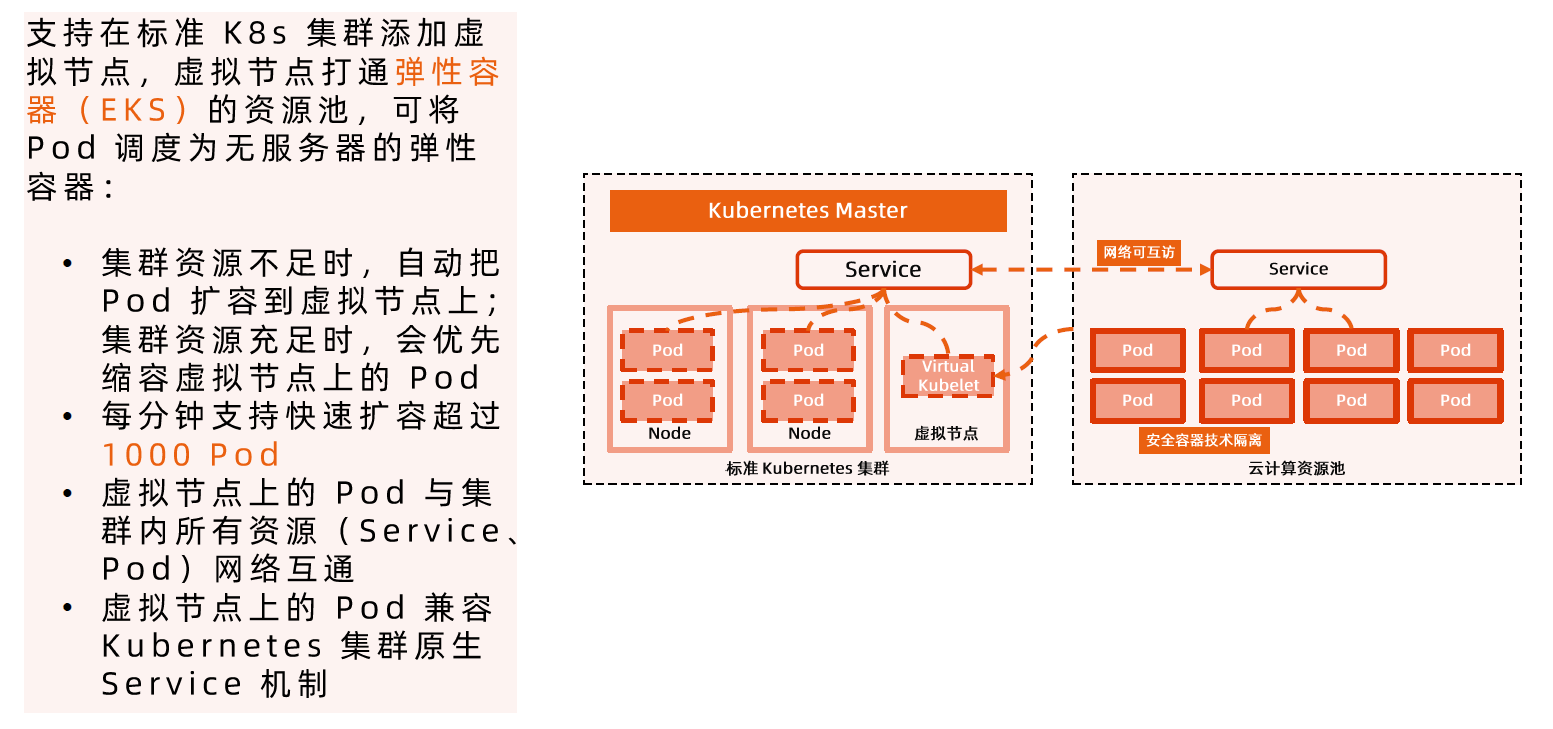 支持在标准 K8s 集群添加虚
拟节点，虚拟节点打通弹性容
器（EKS）的资源池，可将
Pod 调度为无服务器的弹性
容器：
• 集群资源不足时，自动把
Pod 扩容到虚拟节点上；
集群资源充足时，会优先
缩容虚拟节点上的 Pod
• 每分钟支持快速扩容超过
1000 Pod
• 虚拟节点上的 Pod 与集
群内所有资源（Service、
Pod）网络互通
• 虚拟节点上的 Pod 兼容
Kubernetes 集群原生
Service 机制
Kubernetes Master
Service
Pod
Pod
Node
Pod
Pod
Node
Virtual
Kubelet
虚拟节点
标准 Kubernetes 集群
网络可互访
Service
Pod
Pod
Pod
Pod
Pod
Pod
Pod
Pod
安全容器技术隔离
云计算资源池